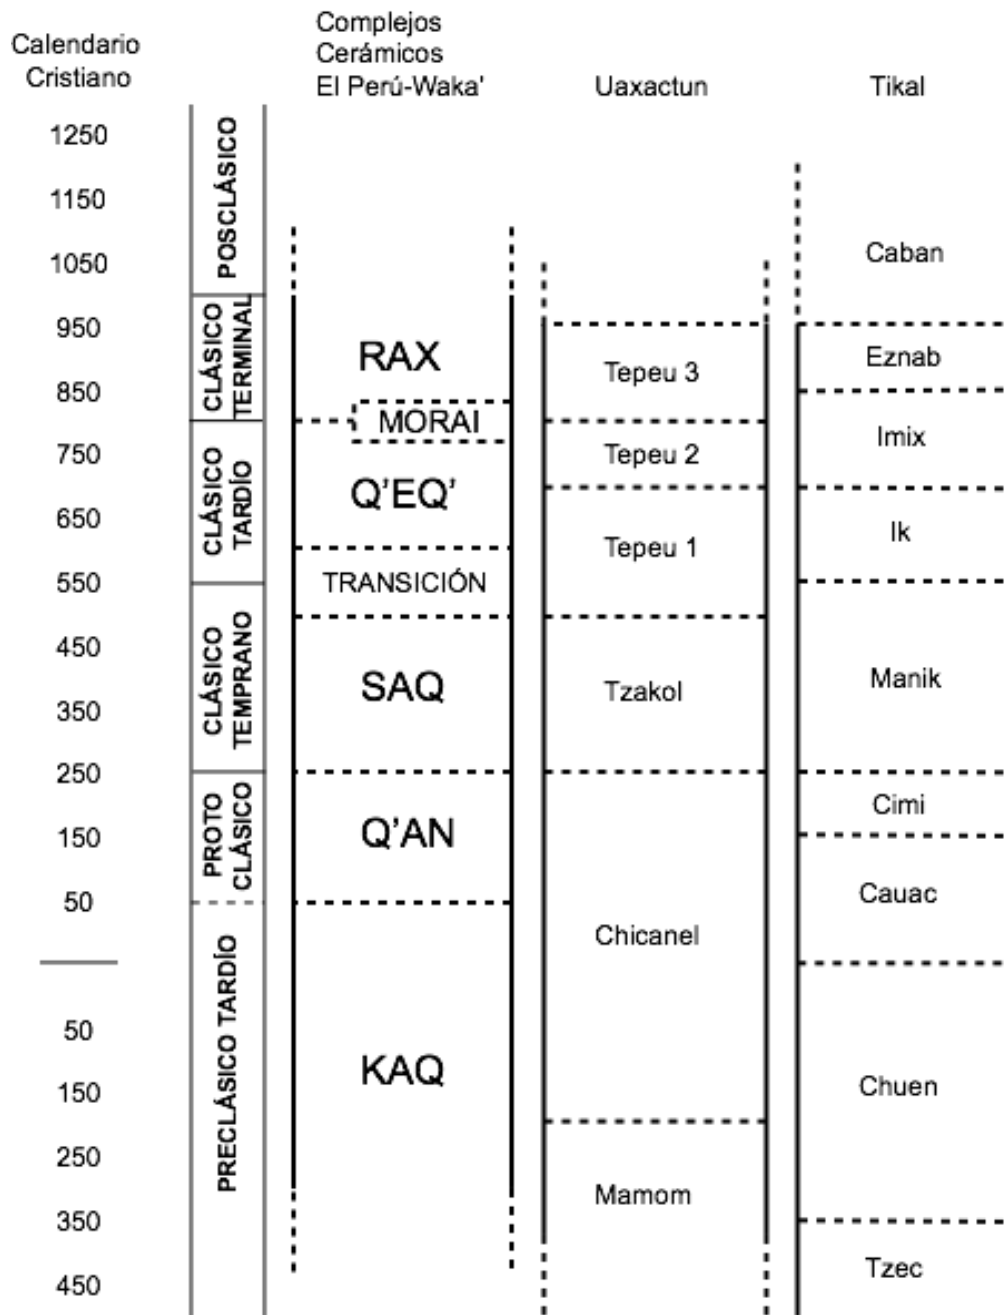 Calendario
Cristiano
Complejos
Cerámicos
El Perú-Waka'
Uaxactun
Tikal
1250
1150
1050
950
850
750
650
550
450
350
250
150
50
50
150
250
350
450
POSCLÁSICO
CLÁSICO
TERMINAL
CLÁSICO
TARDÍO
CLÁSICO
TEMPRANO
PROTO
CLÁSICO
PRECLÁSICO TARDÍO
RAX
MORAI
Q'EQ'
TRANSICIÓN
SAQ
Q'AN
KAQ
Tepeu 3
Tepeu 2
Tepeu 1
Tzakol
Chicanel
Mamom
Caban
Eznab
Imix
Ik
Manik
Cimi
Cauac
Chuen
Tzec